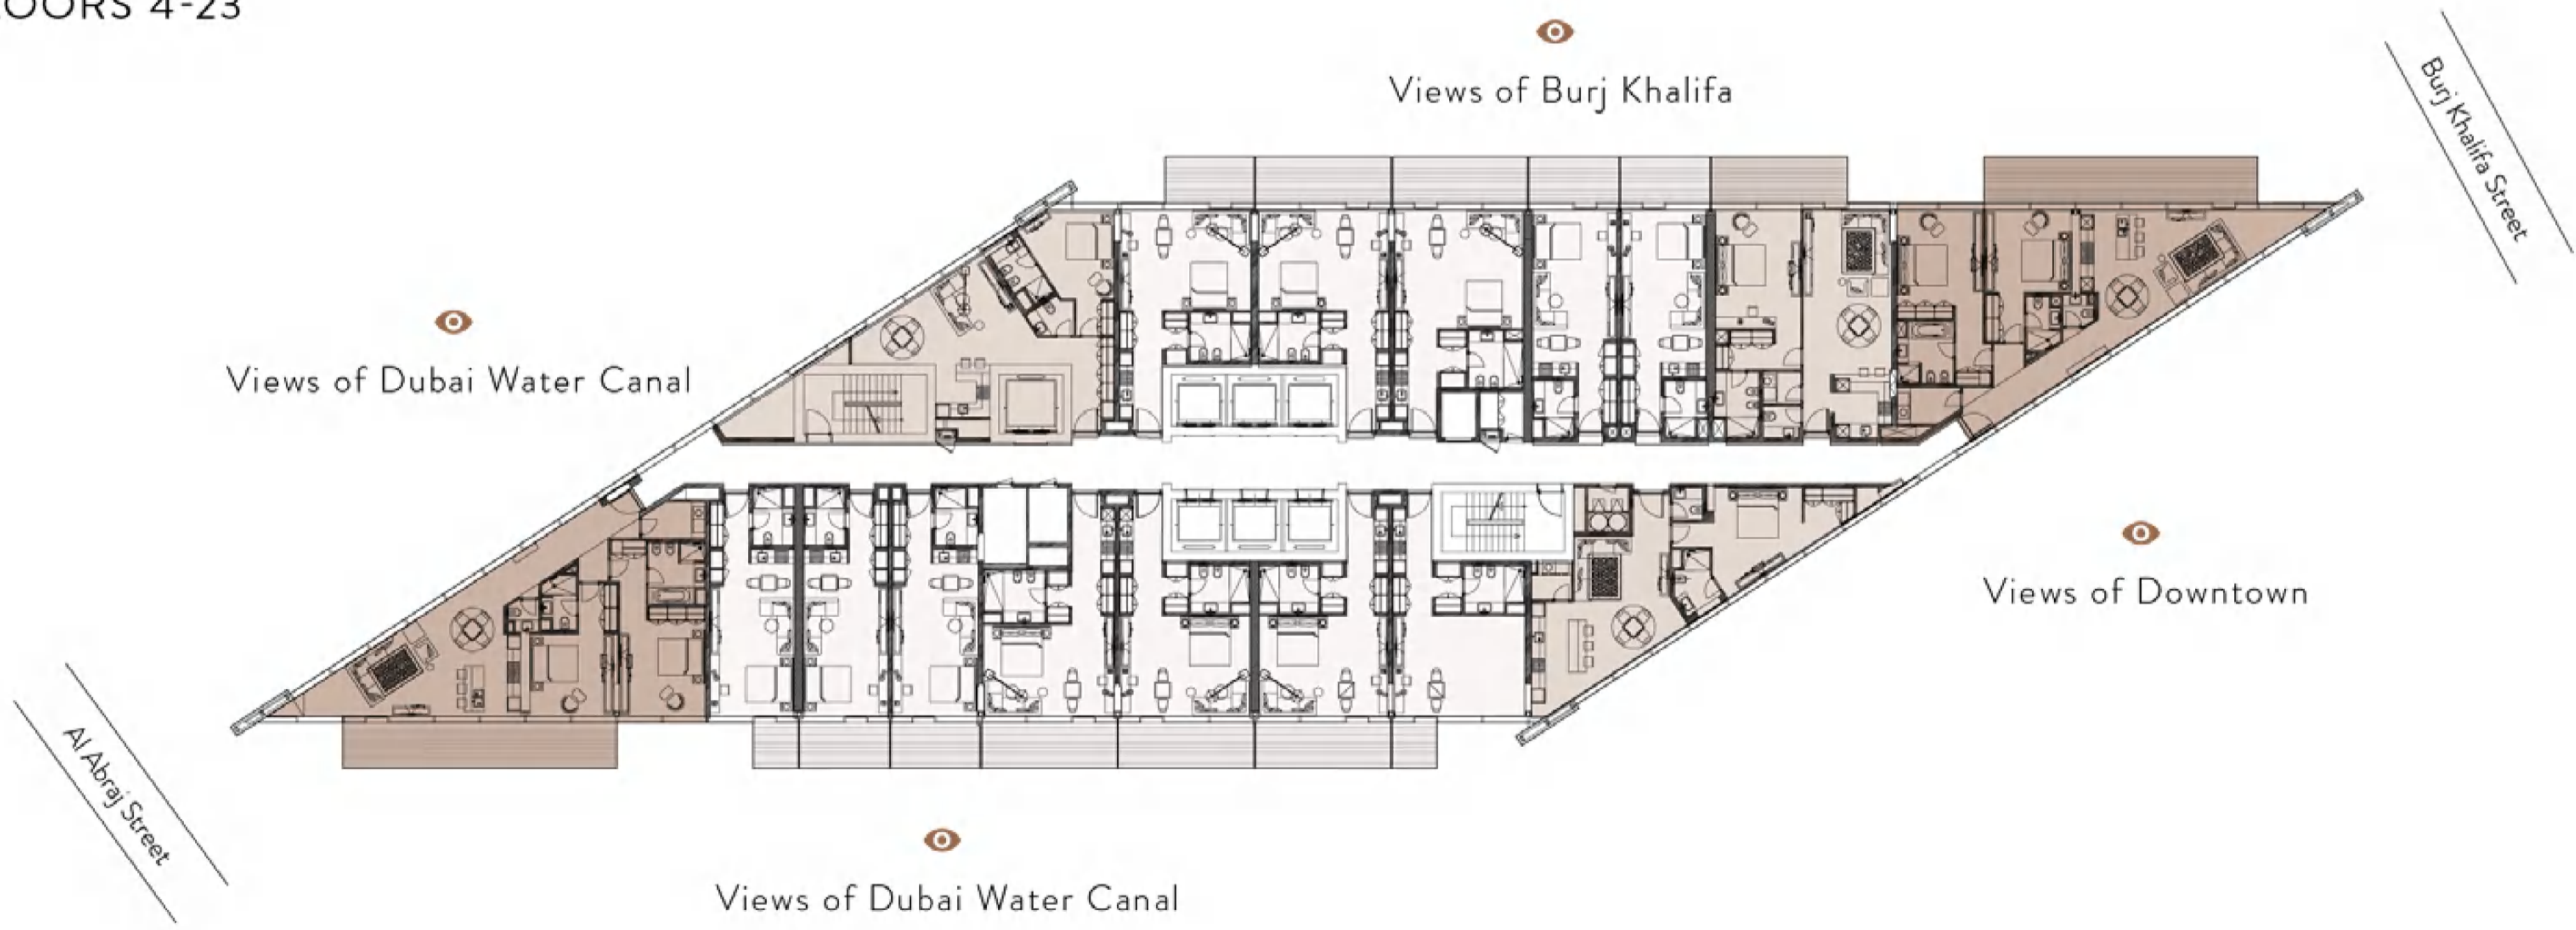 OORS 4-23
Views of Burj Khalifa
Burj Khalifa Street
Views of Dubai Water Canal
Views of Downtown
Al Abraj Street
Views of Dubai Water Canal